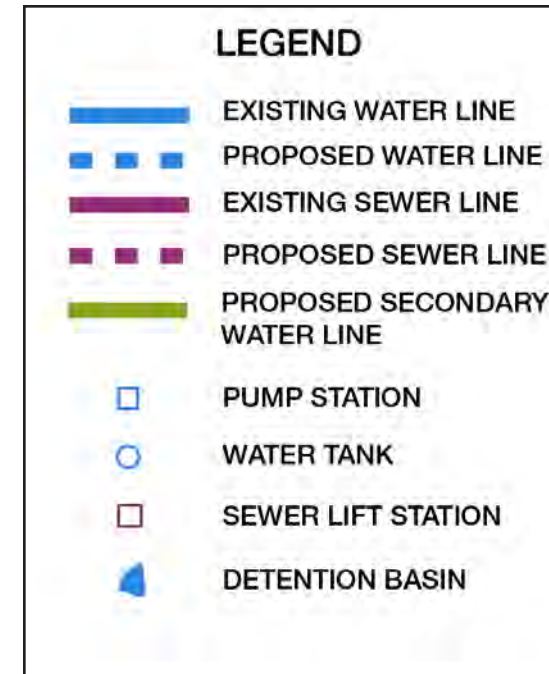 LEGEND
EXISTING WATER LINE
PROPOSED WATER LINE
EXISTING SEWER LINE
PROPOSED SEWER LINE
PROPOSED SECONDARY
WATER LINE
PUMP STATION
WATER TANK
SEWER LIFT STATION
DETENTION BASIN